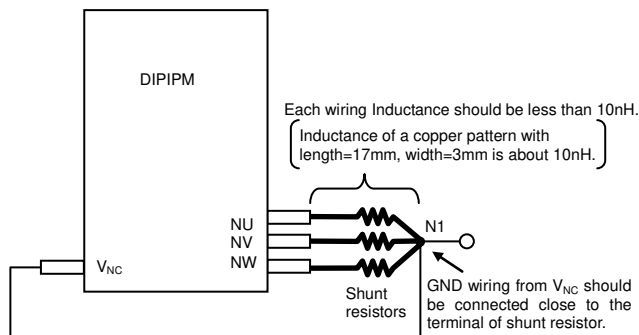 DIPIPM
Each wiring Inductance should be less than 10nH.
Inductance of a copper pattern with
length=17mm, width=3mm is about 10nH.
NU
NV
NW
N1
V_NC
Shunt
resistors
GND wiring from V_NC should
be connected close to the
terminal of shunt resistor.